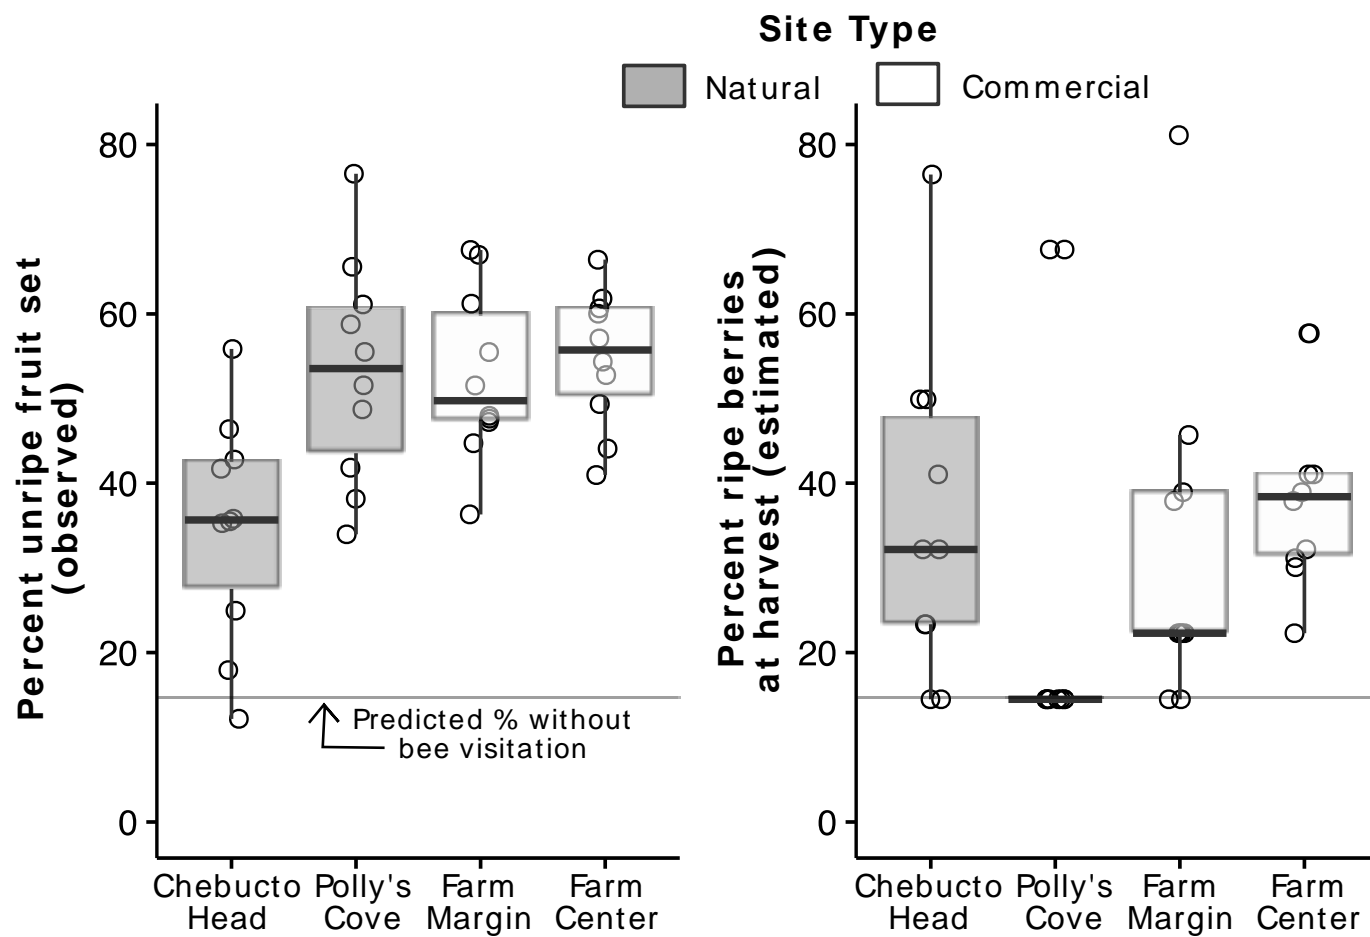 Site Type
Natural
Commercial
Percent unripe fruit set
(observed)
80
60
40
20
0
Predicted % without
bee visitation
Chebucto
Head
Polly's
Cove
Farm
Margin
Farm
Center
Percent ripe berries
at harvest (estimated)
80
60
40
20
0
Chebucto
Head
Polly's
Cove
Farm
Margin
Farm
Center